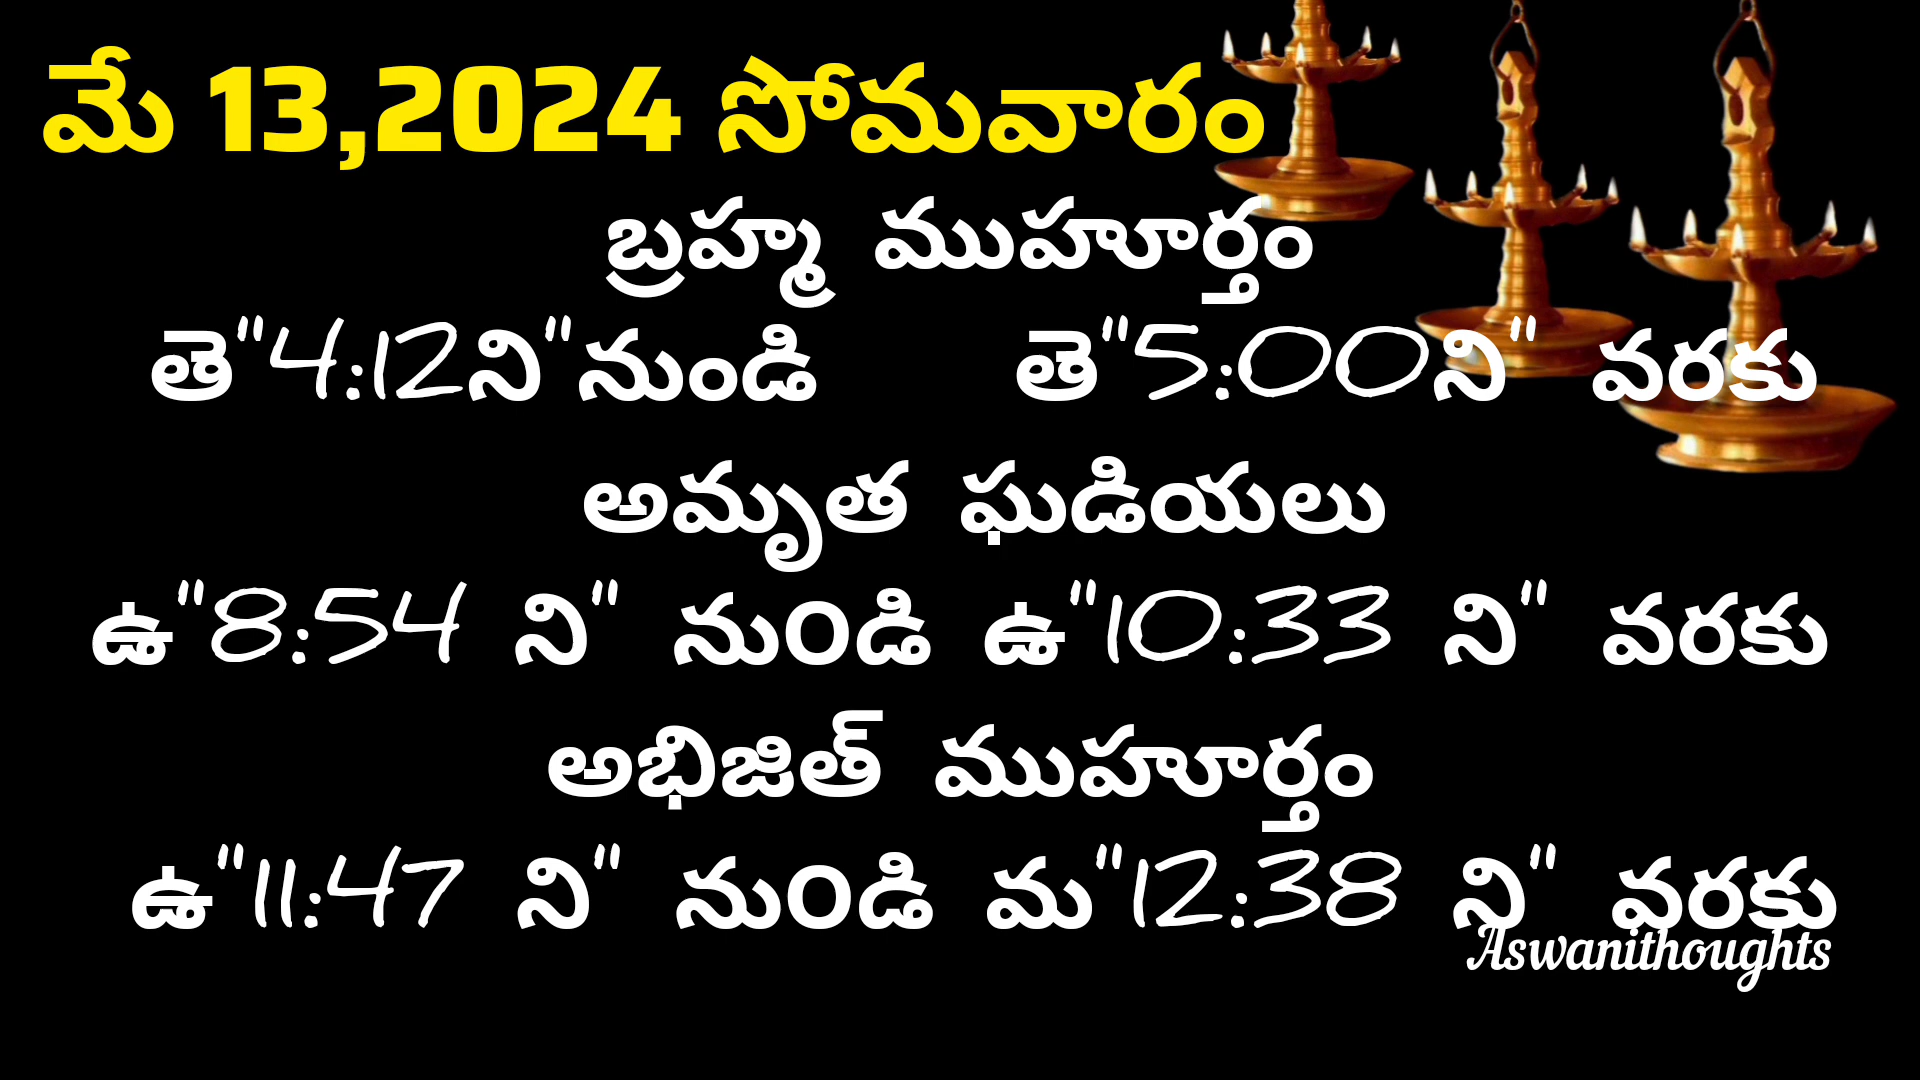 మే 13,2024 సోమవారం
బ్రహ్మ ముహూర్తం
తె"4:12ని"నుండి తె"5:00ని" వరకు
అమృత ఘడియలు
ఉ"8:54 ని" నుండి ఉ"10:33 ని" వరకు
అభిజిత్ ముహూర్తం
ఉ"11:47 ని" నుండి మ"12:38 ని" వరకు
Aswanithoughts